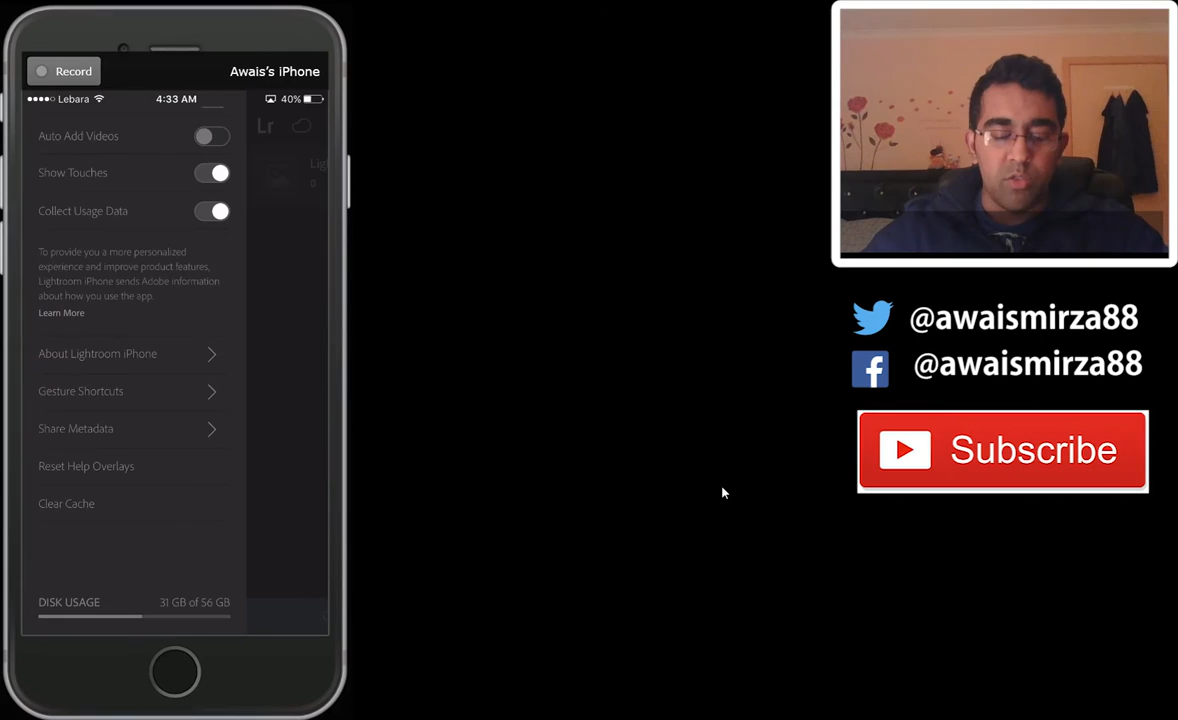 Record
Awais's iPhone
Lebara
4:33 AM
40%
Auto Add Videos
Lr
Show Touches
Collect Usage Data
To provide you a more personalized
experience and improve product features,
Lightroom iPhone sends Adobe information
about how you use the app.
Learn More
About Lightroom iPhone
Gesture Shortcuts
Share Metadata
Reset Help Overlays
Clear Cache
DISK USAGE
31 GB of 56 GB
@awaismirza88
@awaismirza88
Subscribe